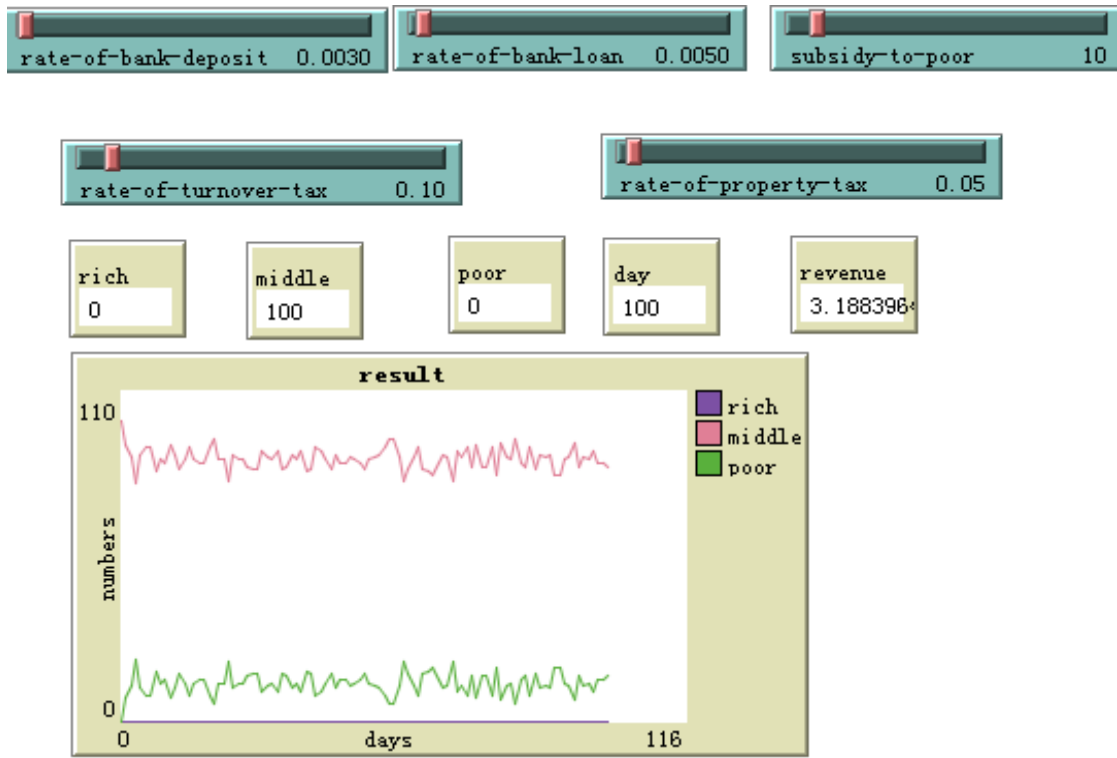 rate-of-bank-deposit 0.0030
rate-of-bank-loan 0.0050
subsidy-to-poor 10
rate-of-turnover-tax 0.10
rate-of-property-tax 0.05
rich
0
middle
100
poor
0
day
100
revenue
3.188396
result
110
numbers
0
0
days
116
rich
middle
poor